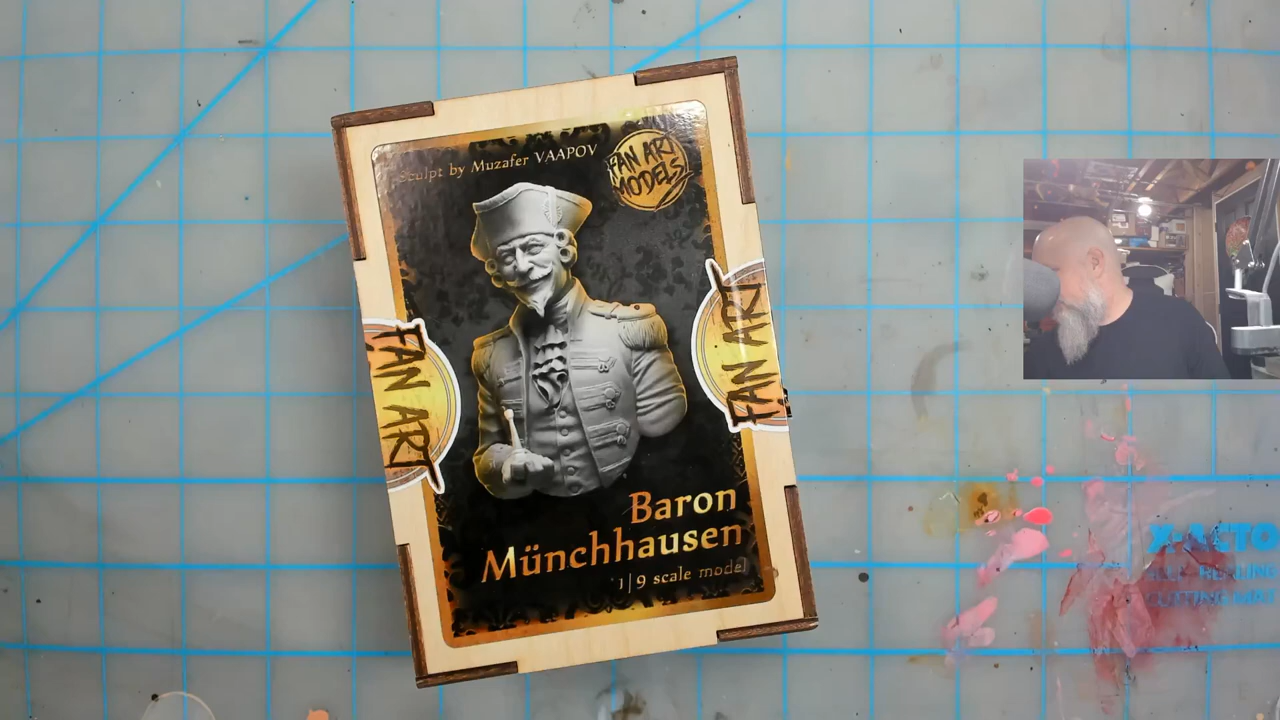 Sculpt by Muzafer VAAPOV
FAN ART
MODELS
FAN ART
FAN ART
Baron
Münchhausen
1|9 scale model
X-ACTO
SELF-HEALING
CUTTING MAT